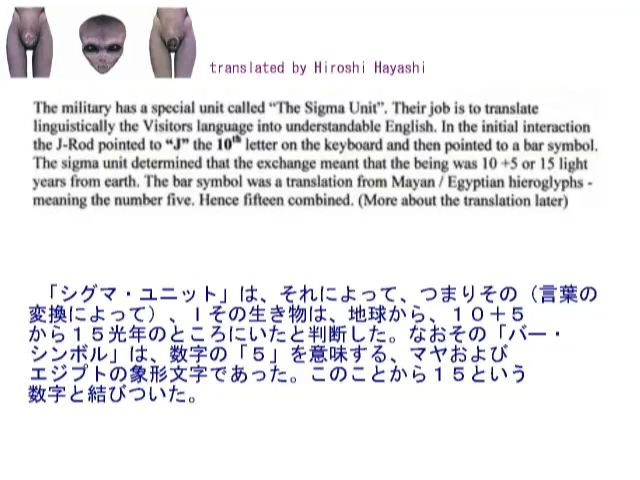 translated by Hiroshi Hayashi
The military has a special unit called “The Sigma Unit”. Their job is to translate
linguistically the Visitors language into understandable English. In the initial interaction
the J-Rod pointed to “J” the 10th letter on the keyboard and then pointed to a bar symbol.
The sigma unit determined that the exchange meant that the being was 10 +5 or 15 light
years from earth. The bar symbol was a translation from Mayan / Egyptian hieroglyphs -
meaning the number five. Hence fifteen combined. (More about the translation later)
「シグマ・ユニット」は、それによって、つまりその（言葉の
変換によって）、Ｉその生き物は、地球から、１０＋５
から１５光年のところにいたと判断した。なおその「バー・
シンボル」は、数字の「５」を意味する、マヤおよび
エジプトの象形文字であった。このことから１５という
数字と結びついた。